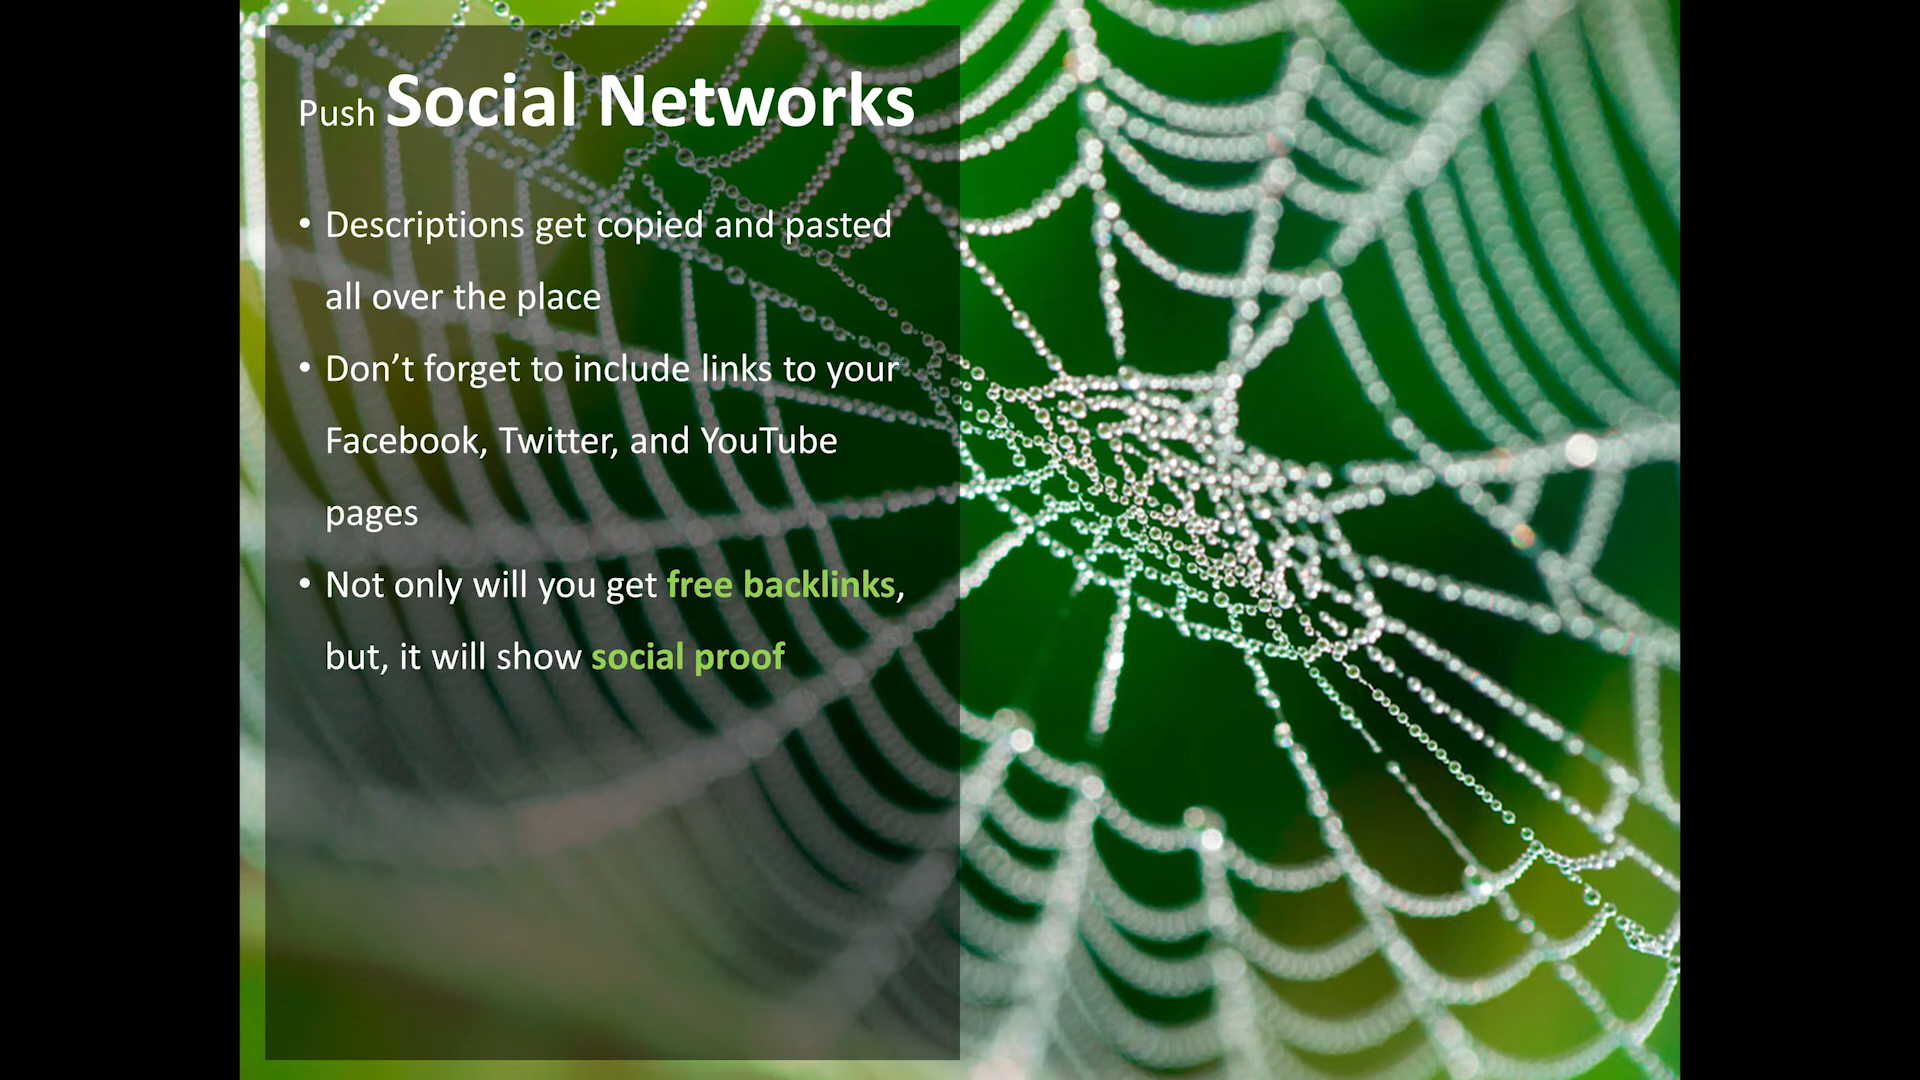 Push Social Networks
• Descriptions get copied and pasted
all over the place
• Don’t forget to include links to your
Facebook, Twitter, and YouTube
pages
• Not only will you get free backlinks,
but, it will show social proof